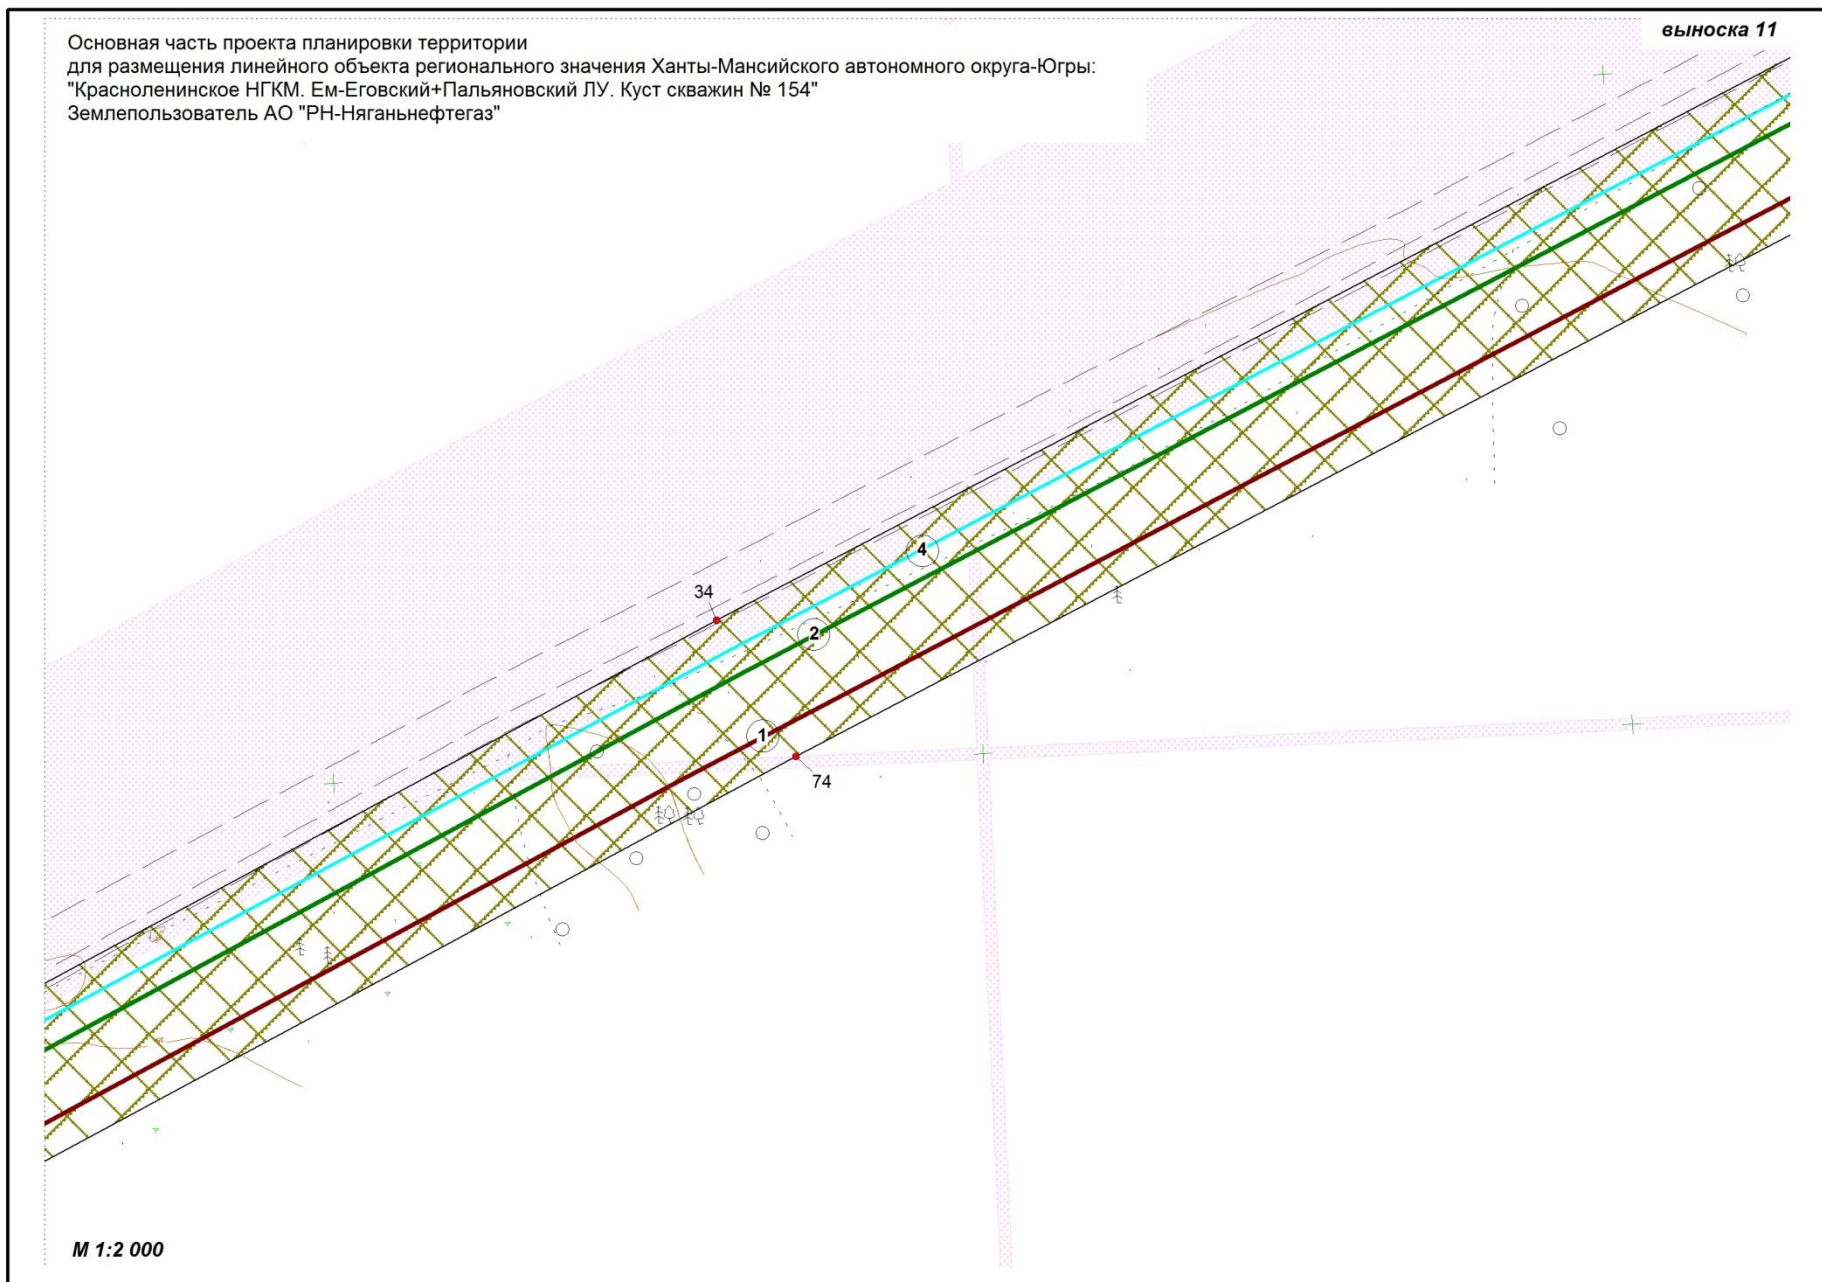 выноска 11
Основная часть проекта планировки территории
для размещения линейного объекта регионального значения Ханты-Мансийского автономного округа-Югры:
"Красноленинское НГКМ. Ем-Еговский+Пальяновский ЛУ. Куст скважин № 154"
Землепользователь АО "РН-Няганьнефтегаз"
4
34
2
1
74
М 1:2 000